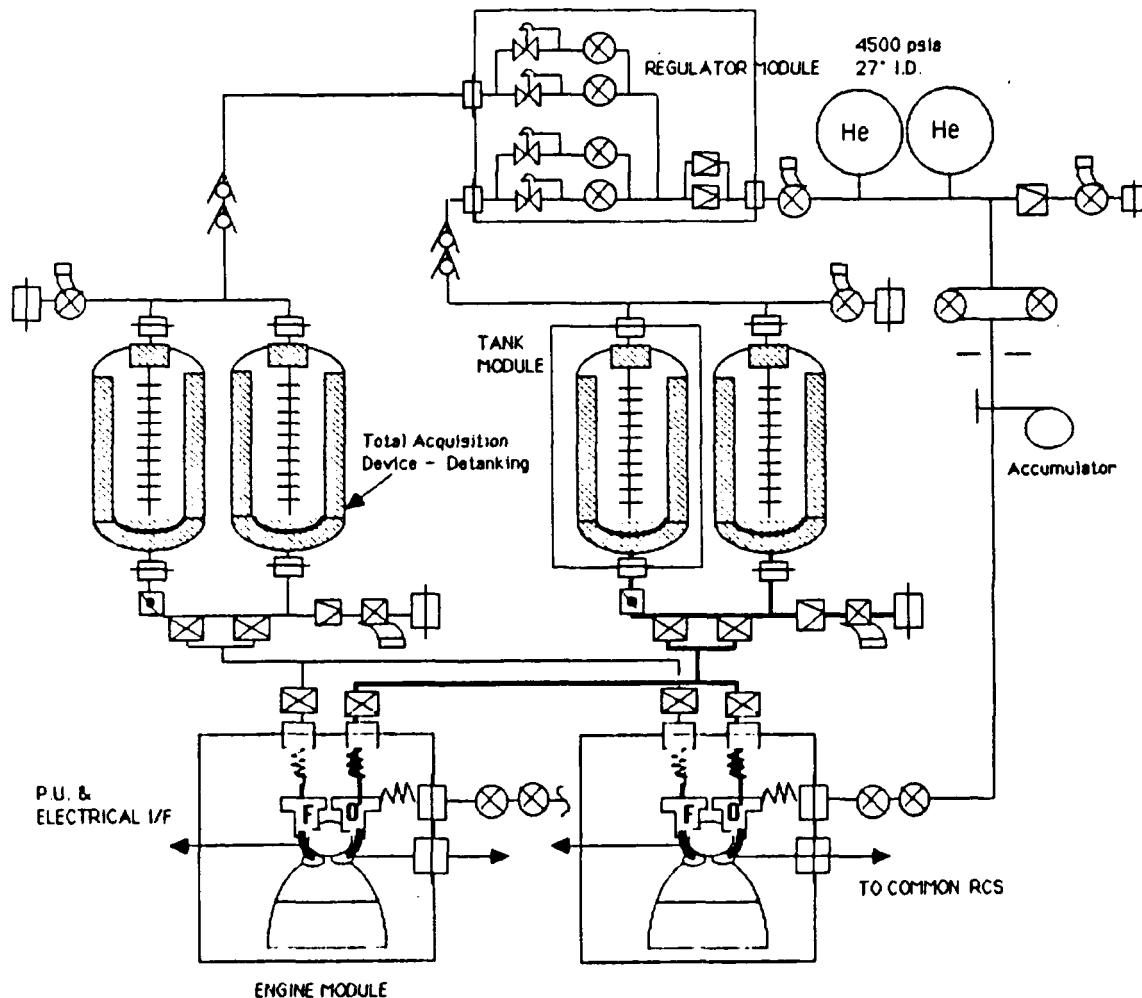 4500 psia
27" I.D.
REGULATOR MODULE
He
He
TANK
MODULE
Total Acquisition
Device - Detanking
Accumulator
P.U. &
ELECTRICAL I/F
F
O
F
O
TO COMMON RCS
ENGINE MODULE